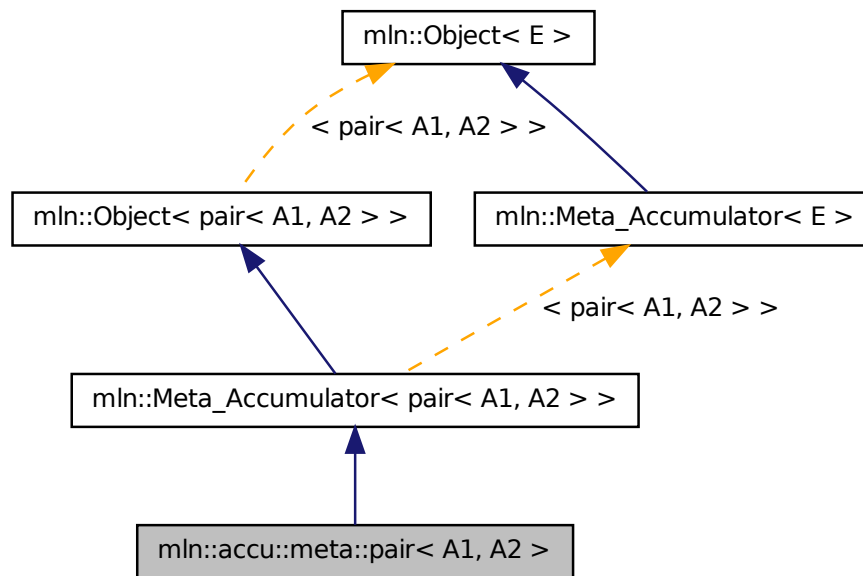 mln::Object< E >
< pair< A1, A2 > >
mln::Object< pair< A1, A2 > >
mln::Meta_Accumulator< E >
< pair< A1, A2 > >
mln::Meta_Accumulator< pair< A1, A2 > >
mln::accu::meta::pair< A1, A2 >